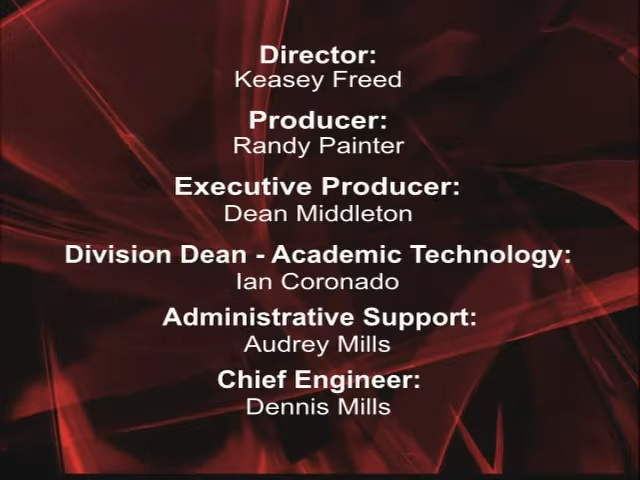 Director:
Keasey Freed
Producer:
Randy Painter
Executive Producer:
Dean Middleton
Division Dean - Academic Technology:
Ian Coronado
Administrative Support:
Audrey Mills
Chief Engineer:
Dennis Mills